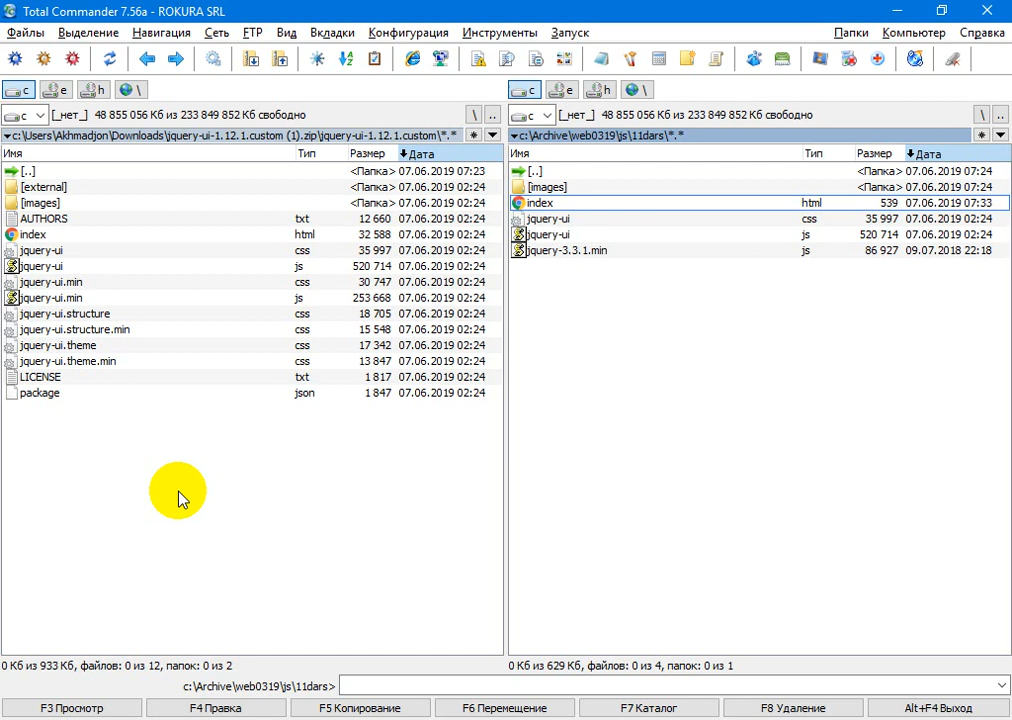 Total Commander 7.56a - ROKURA SRL
Файлы Выделение Навигация Сеть FTP Вид Вкладки Конфигурация Инструменты Запуск Папки Компьютер Справка
c e h \ c e h \
c [_нет_] 48 855 056 Кб из 233 849 852 Кб свободно \ .. c [_нет_] 48 855 056 Кб из 233 849 852 Кб свободно \ ..
c:\Users\Akhmadjon\Downloads\jquery-ui-1.12.1.custom (1).zip\jquery-ui-1.12.1.custom\*.* * c:\Archive\web0319\js\11dars\*.* *
Имя Тип Размер Дата Имя Тип Размер Дата
[..] <Папка> 07.06.2019 07:23 [..] <Папка> 07.06.2019 07:24
[external] <Папка> 07.06.2019 02:24 [images] <Папка> 07.06.2019 07:24
[images] <Папка> 07.06.2019 02:24 index html 539 07.06.2019 07:33
AUTHORS txt 12 660 07.06.2019 02:24 jquery-ui css 35 997 07.06.2019 02:24
index html 32 588 07.06.2019 02:24 jquery-ui js 520 714 07.06.2019 02:24
jquery-ui css 35 997 07.06.2019 02:24 jquery-3.3.1.min js 86 927 09.07.2018 22:18
jquery-ui js 520 714 07.06.2019 02:24
jquery-ui.min css 30 747 07.06.2019 02:24
jquery-ui.min js 253 668 07.06.2019 02:24
jquery-ui.structure css 18 705 07.06.2019 02:24
jquery-ui.structure.min css 15 548 07.06.2019 02:24
jquery-ui.theme css 17 342 07.06.2019 02:24
jquery-ui.theme.min css 13 847 07.06.2019 02:24
LICENSE txt 1 817 07.06.2019 02:24
package json 1 847 07.06.2019 02:24
0 Кб из 933 Кб, файлов: 0 из 12, папок: 0 из 2 0 Кб из 629 Кб, файлов: 0 из 4, папок: 0 из 1
c:\Archive\web0319\js\11dars>
F3 Просмотр F4 Правка F5 Копирование F6 Перемещение F7 Каталог F8 Удаление Alt+F4 Выход